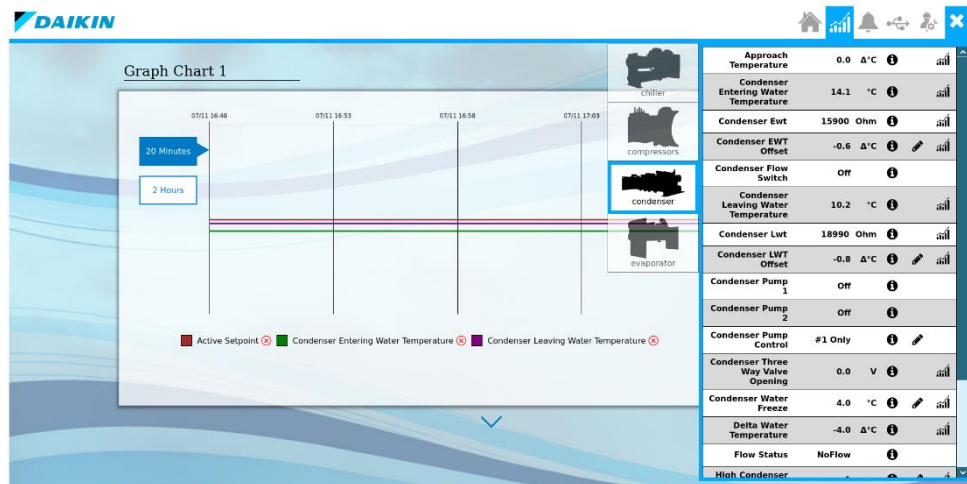 DAIKIN
Graph Chart 1
07/11 16:48
07/11 16:53
07/11 16:58
07/11 17:03
20 Minutes
2 Hours
Active Setpoint
Condenser Entering Water Temperature
Condenser Leaving Water Temperature
chiller
compressors
condenser
evaporator
Approach
Temperature
0.0 Δ°C
Condenser
Entering Water
Temperature
14.1 °C
Condenser Ewt
15900 Ohm
Condenser EWT
Offset
-0.6 Δ°C
Condenser Flow
Switch
Off
Condenser
Leaving Water
Temperature
10.2 °C
Condenser Lwt
18990 Ohm
Condenser LWT
Offset
-0.8 Δ°C
Condenser Pump
1
Off
Condenser Pump
2
Off
Condenser Pump
Control
#1 Only
Condenser Three
Way Valve
Opening
0.0 V
Condenser Water
Freeze
4.0 °C
Delta Water
Temperature
-4.0 Δ°C
Flow Status
NoFlow
High Condenser